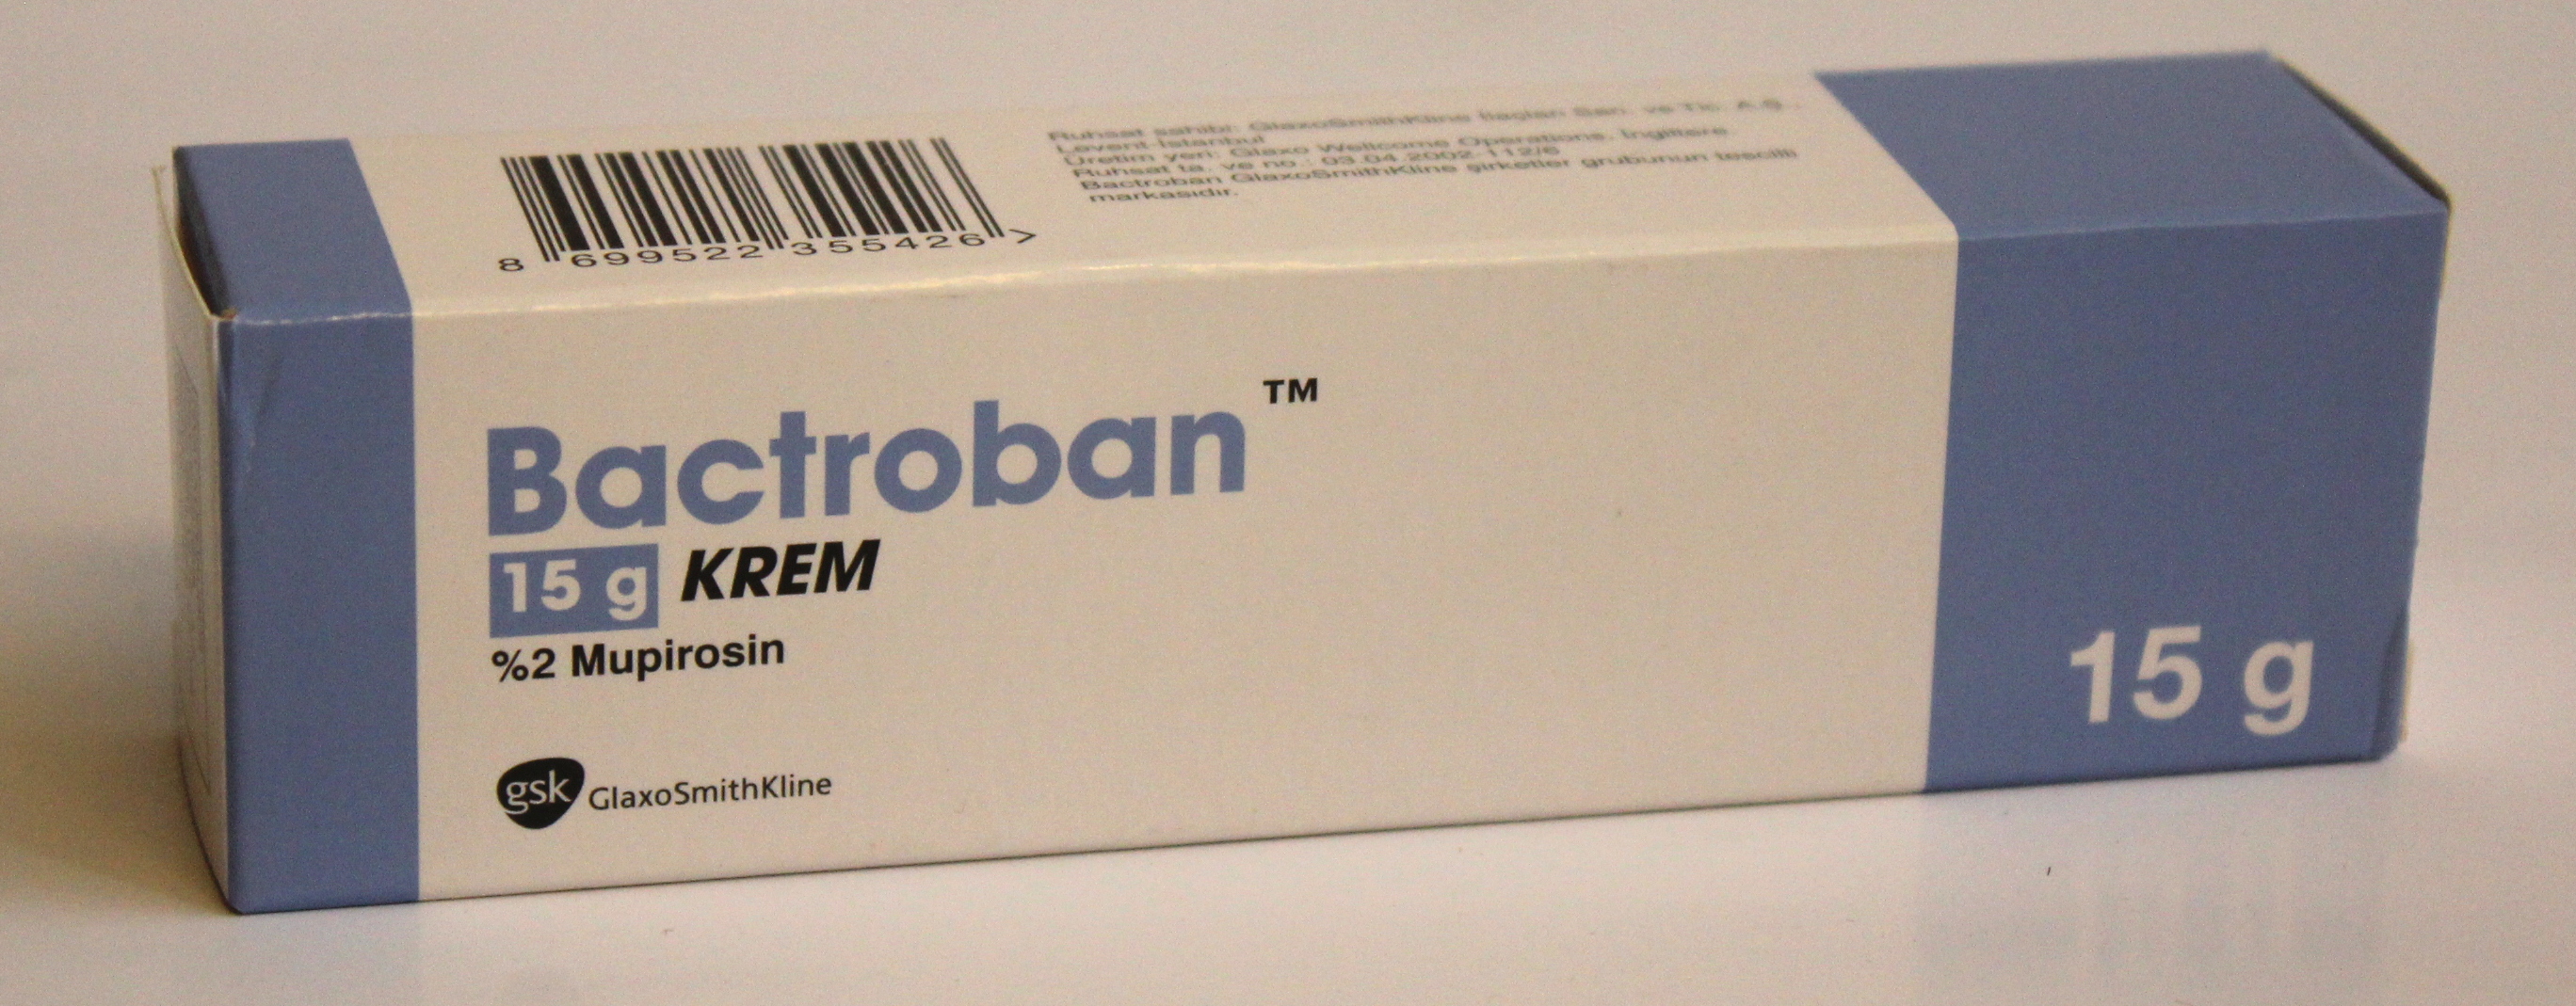 8 699522 355426 >
Ruhsat sahibi: GlaxoSmithKline İlaçları San. ve Tic. A.Ş.,
Levent-İstanbul
Üretim yeri: Glaxo Wellcome Operations, İngiltere
Ruhsat ta. ve no.: 03.04.2002-112/6
Bactroban GlaxoSmithKline şirketler grubunun tescilli
markasıdır.
Bactroban™
15 g KREM
%2 Mupirosin
gsk GlaxoSmithKline
15 g